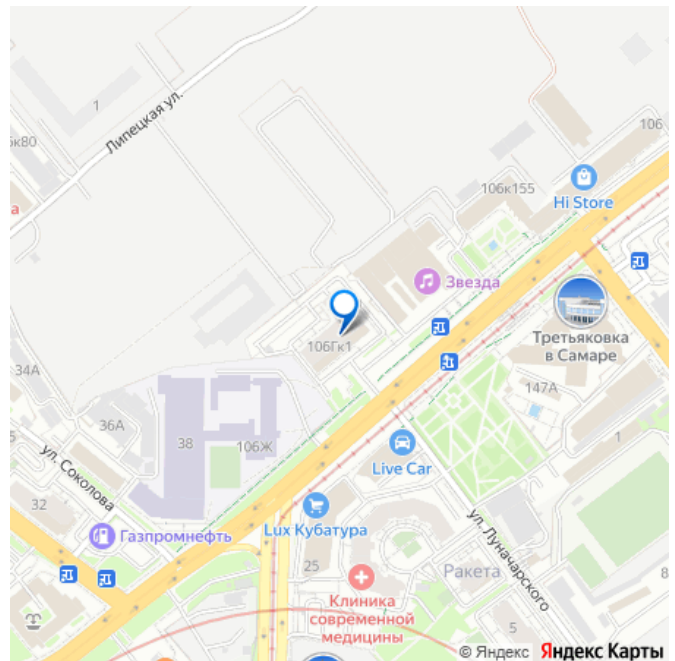 1
Липецкая ул.
106
106к155
Hi Store
Звезда
Третьяковка
в Самаре
106Гк1
34А
36А
38
106Ж
147А
1
ул. Соколова
32
Live Car
Газпромнефть
Lux Кубатура
25
ул. Луначарского
Ракета
Клиника
современной
медицины
5
8
© Яндекс Яндекс Карты